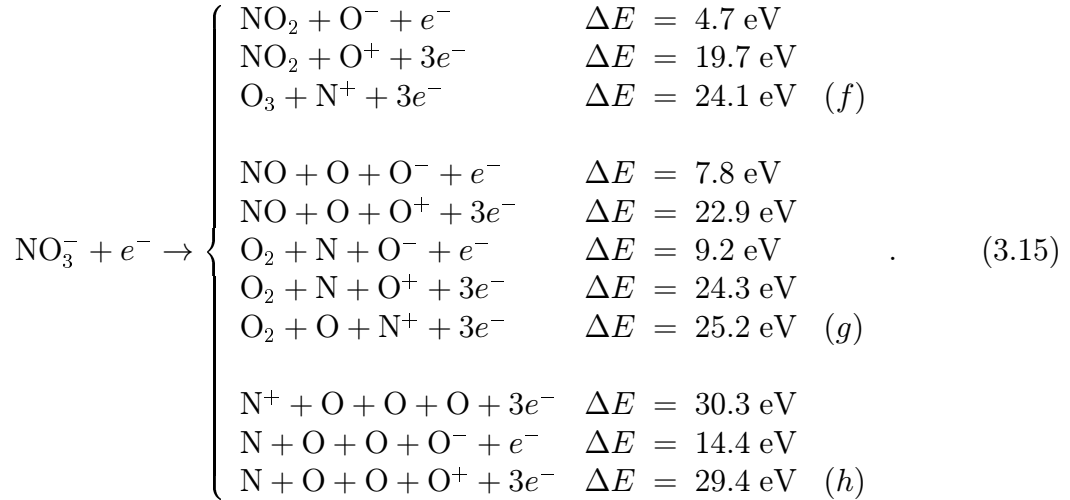 NO₂ + O⁻ + e⁻ ΔE = 4.7 eV
NO₂ + O⁺ + 3e⁻ ΔE = 19.7 eV
O₃ + N⁺ + 3e⁻ ΔE = 24.1 eV (f)
NO + O + O⁻ + e⁻ ΔE = 7.8 eV
NO + O + O⁺ + 3e⁻ ΔE = 22.9 eV
NO₃⁻ + e⁻ → { O₂ + N + O⁻ + e⁻ ΔE = 9.2 eV . (3.15)
O₂ + N + O⁺ + 3e⁻ ΔE = 24.3 eV
O₂ + O + N⁺ + 3e⁻ ΔE = 25.2 eV (g)
N⁺ + O + O + O + 3e⁻ ΔE = 30.3 eV
N + O + O + O⁻ + e⁻ ΔE = 14.4 eV
N + O + O + O⁺ + 3e⁻ ΔE = 29.4 eV (h)